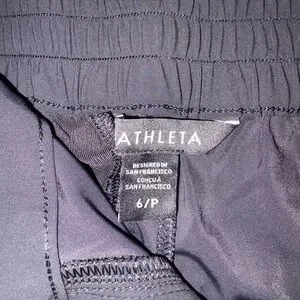 ATHLETA
DESIGNED IN
SAN FRANCISCO
CONÇU À
SAN FRANCISCO
6/P